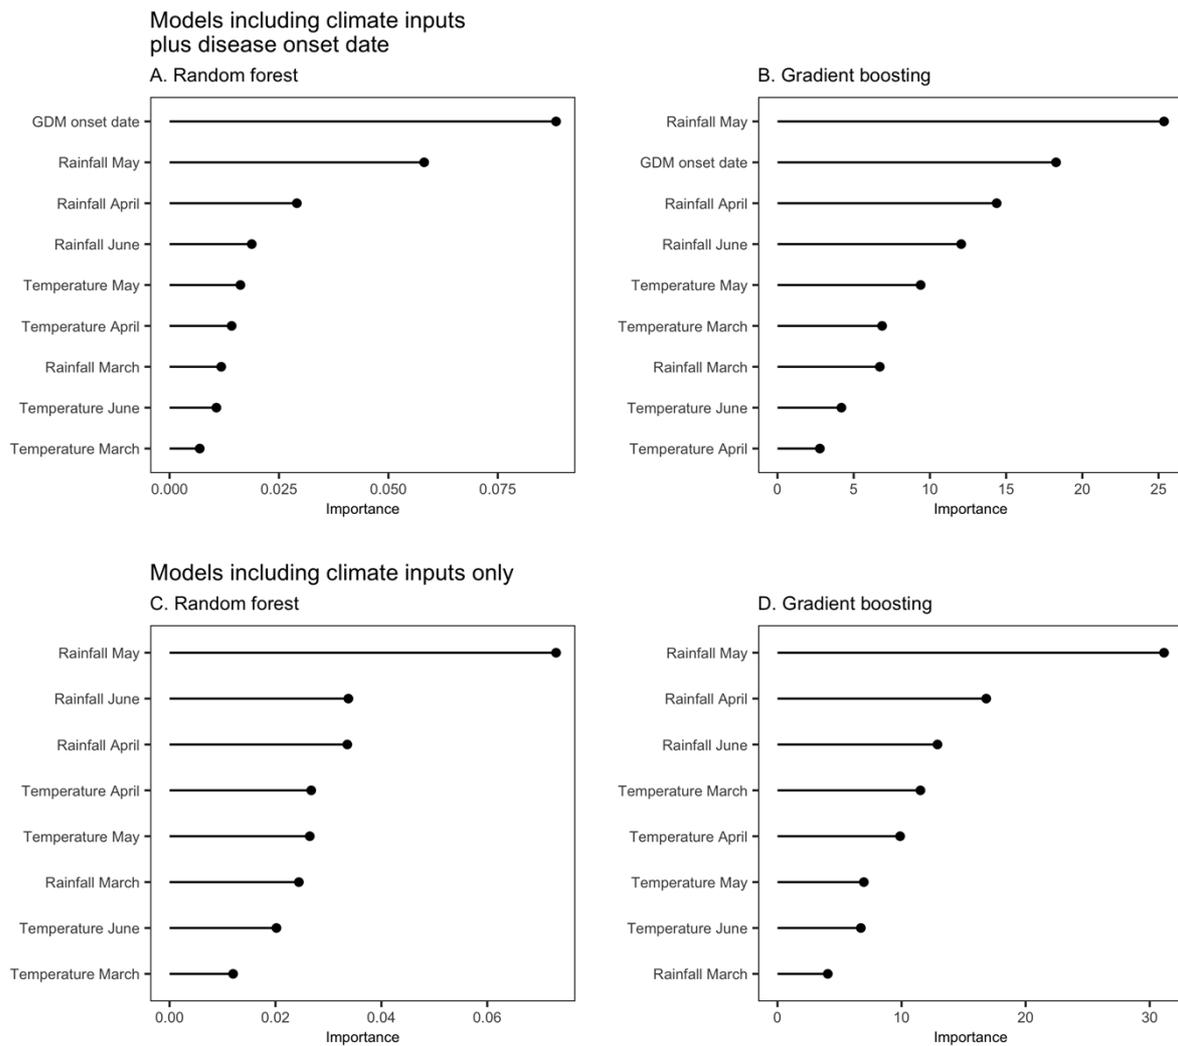 Models including climate inputs
plus disease onset date
A. Random forest
GDM onset date
Rainfall May
Rainfall April
Rainfall June
Temperature May
Temperature April
Rainfall March
Temperature June
Temperature March
0.000 0.025 0.050 0.075
Importance
B. Gradient boosting
Rainfall May
GDM onset date
Rainfall April
Rainfall June
Temperature May
Temperature March
Rainfall March
Temperature June
Temperature April
0 5 10 15 20 25
Importance
Models including climate inputs only
C. Random forest
Rainfall May
Rainfall June
Rainfall April
Temperature April
Temperature May
Rainfall March
Temperature June
Temperature March
0.00 0.02 0.04 0.06
Importance
D. Gradient boosting
Rainfall May
Rainfall April
Rainfall June
Temperature March
Temperature April
Temperature May
Temperature June
Rainfall March
0 10 20 30
Importance